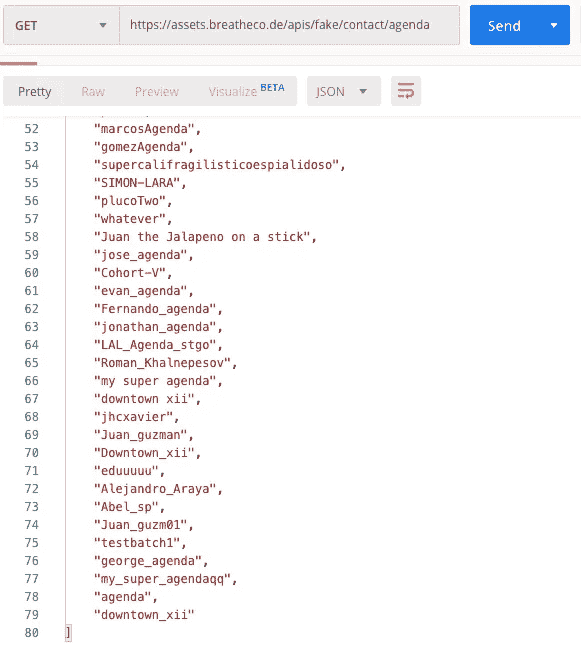 GET https://assets.breatheco.de/apis/fake/contact/agenda Send
Pretty Raw Preview Visualize BETA JSON
52 "marcosAgenda",
53 "gomezAgenda",
54 "supercalifragilisticoespialidoso",
55 "SIMON-LARA",
56 "plucoTwo",
57 "whatever",
58 "Juan the Jalapeno on a stick",
59 "jose_agenda",
60 "Cohort-V",
61 "evan_agenda",
62 "Fernando_agenda",
63 "jonathan_agenda",
64 "LAL_Agenda_stgo",
65 "Roman_Khalnepesov",
66 "my super agenda",
67 "downtown xii",
68 "jhcxavier",
69 "Juan_guzman",
70 "Downtown_xii",
71 "eduuuuu",
72 "Alejandro_Araya",
73 "Abel_sp",
74 "Juan_guzm01",
75 "testbatch1",
76 "george_agenda",
77 "my_super_agendaqq",
78 "agenda",
79 "downtown_xii"
80 ]